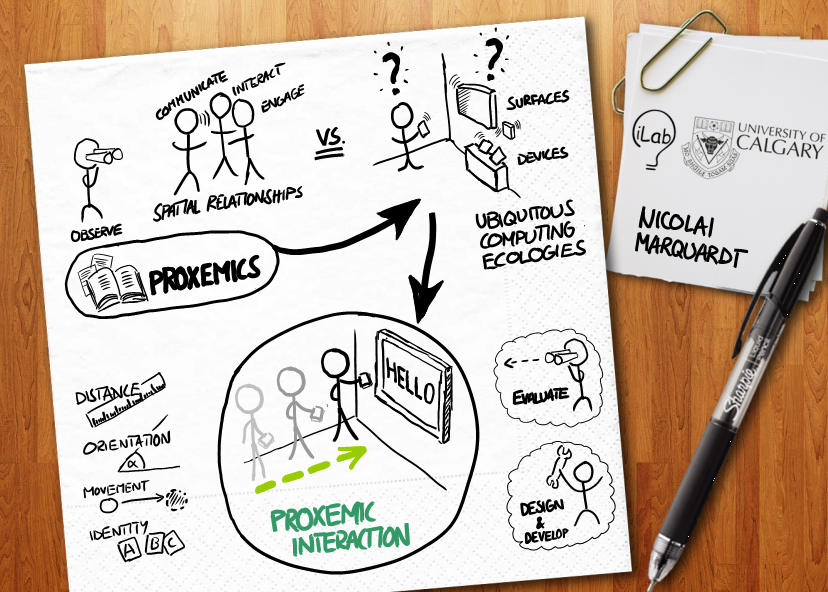 COMMUNICATE
INTERACT
ENGAGE
OBSERVE
SPATIAL RELATIONSHIPS
VS.
?
?
SURFACES
DEVICES
UBIQUITOUS
COMPUTING
ECOLOGIES
PROXEMICS
DISTANCE
ORIENTATION
α
MOVEMENT
IDENTITY
A B C
HELLO
PROXEMIC
INTERACTION
EVALUATE
DESIGN
&
DEVELOP
iLab
UNIVERSITY OF
CALGARY
NICOLAI
MARQUARDT
Sharpie